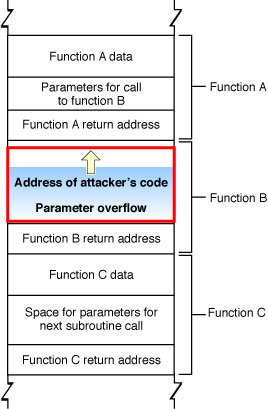 Function A data
Parameters for call
to function B
Function A
Function A return address
Address of attacker's code
Parameter overflow
Function B
Function B return address
Function C data
Space for parameters for
next subroutine call
Function C
Function C return address